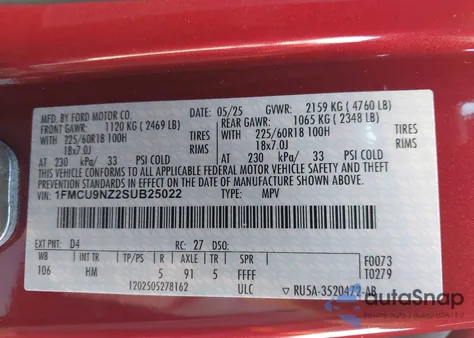 MFD. BY FORD MOTOR CO. 05/25 GVWR: 2159 KG ( 4760 LB)
FRONT GAWR: 1120 KG ( 2469 LB) REAR GAWR: 1065 KG ( 2348 LB)
225/60R18 100H TIRES WITH 225/60R18 100H TIRES
18x7.0J RIMS 18x7.0J RIMS
AT 230 kPa/ 33 PSI COLD AT 230 kPa/ 33 PSI COLD
THIS VEHICLE CONFORMS TO ALL APPLICABLE FEDERAL MOTOR VEHICLE SAFETY AND THEFT PREVENTION STANDARDS IN EFFECT ON THE DATE OF MANUFACTURE SHOWN ABOVE.
VIN: 1FMCU9NZ2SUB25022 TYPE: MPV
EXT PNT: D4 RC: 27 DSO:
WB INT TR TP/PS R AX TR SPR F0073
106 HM 5 91 5 FFFF T0279
1202505278162 ULC RU5A-3520472-AB
AutoSnap